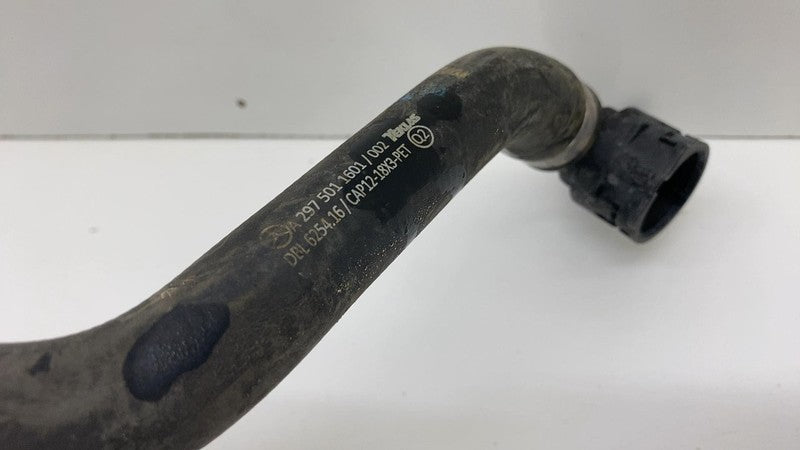 A 297 501 1601/002 TEKLAS
DBL 6254.16/CAP12-18X3-PET 02